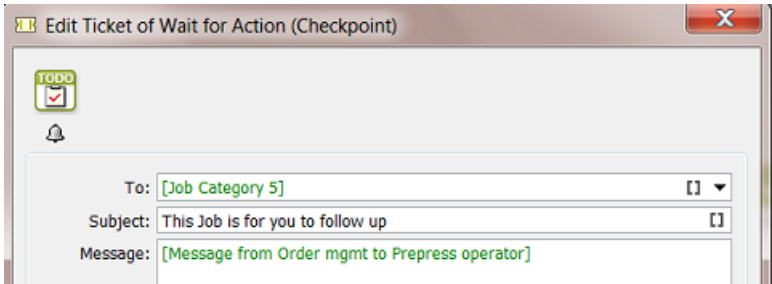 Edit Ticket of Wait for Action (Checkpoint)
TODO
To: [Job Category 5] []
Subject: This Job is for you to follow up []
Message: [Message from Order mgmt to Prepress operator]